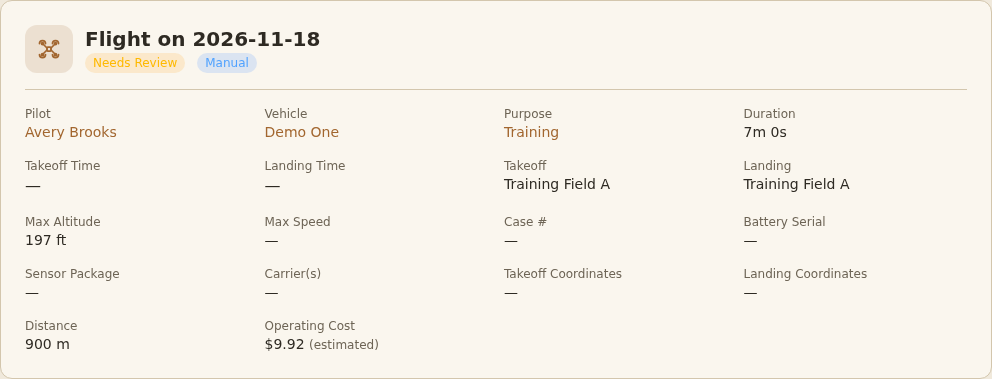 Flight on 2026-11-18
Needs Review Manual
Pilot Vehicle Purpose Duration
Avery Brooks Demo One Training 7m 0s
Takeoff Time Landing Time Takeoff Landing
— — Training Field A Training Field A
Max Altitude Max Speed Case # Battery Serial
197 ft — — —
Sensor Package Carrier(s) Takeoff Coordinates Landing Coordinates
— — — —
Distance Operating Cost
900 m $9.92 (estimated)